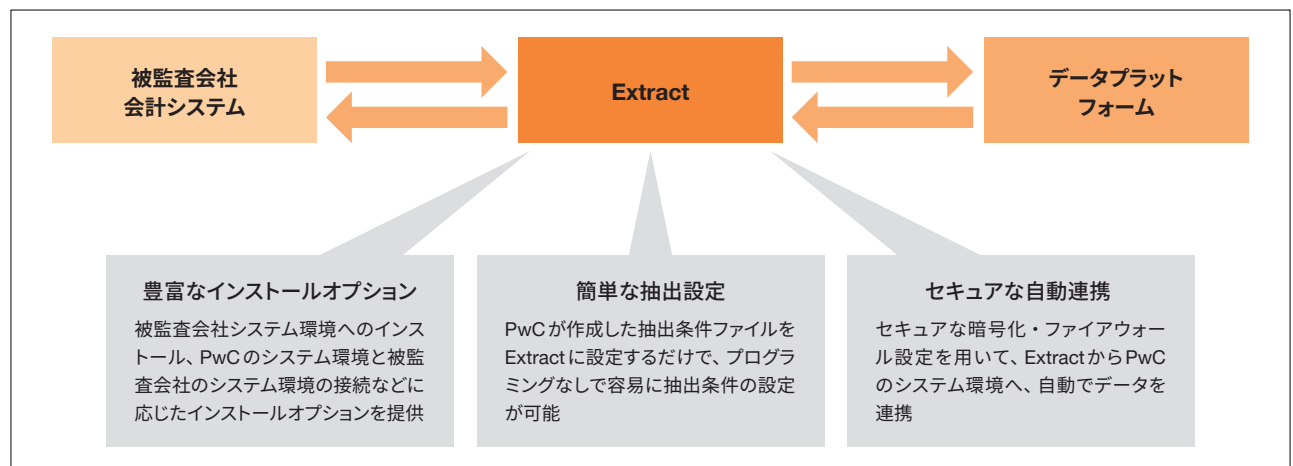 被監査会社
会計システム
Extract
データプラット
フォーム
豊富なインストールオプション
被監査会社システム環境へのインス
トール、PwCのシステム環境と被監
査会社のシステム環境の接続などに
応じたインストールオプションを提供
簡単な抽出設定
PwCが作成した抽出条件ファイルを
Extractに設定するだけで、プログラ
ミングなしで容易に抽出条件の設定
が可能
セキュアな自動連携
セキュアな暗号化・ファイアウォー
ル設定を用いて、ExtractからPwC
のシステム環境へ、自動でデータを
連携